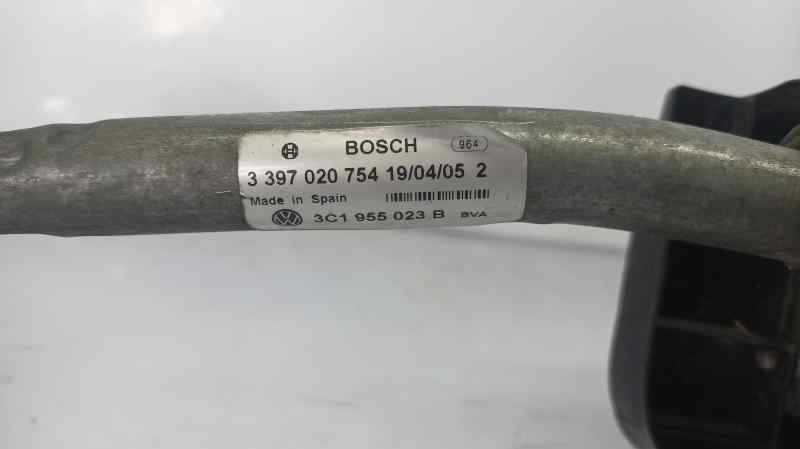 BOSCH 964
3 397 020 754 19/04/05 2
Made in Spain
3C1 955 023 B BVA